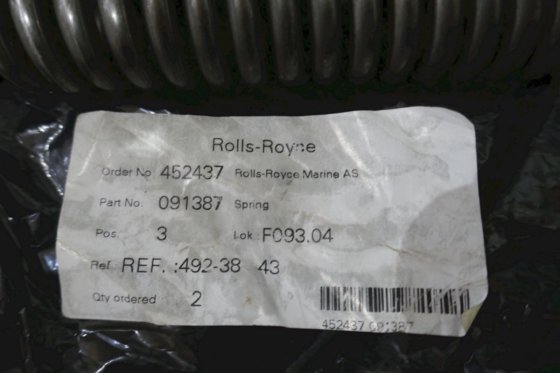 Rolls-Royce
Order No 452437 Rolls-Royce Marine AS
Part No. 091387 Spring
Pos. 3 Lok F093.04
Ref. REF. :492-38 43
Qty ordered 2
452437 091387